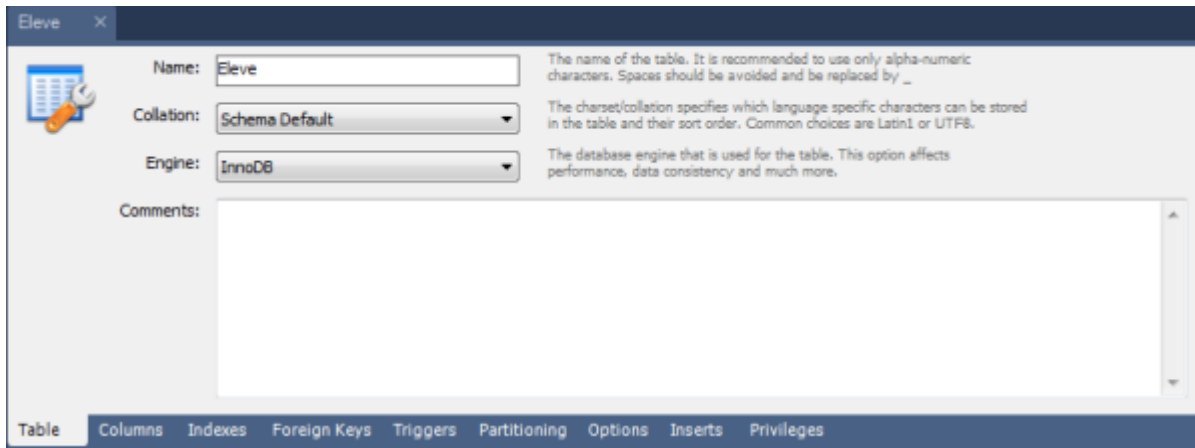 Eleve ×
Name: Eleve
The name of the table. It is recommended to use only alpha-numeric
characters. Spaces should be avoided and be replaced by _
Collation: Schema Default
The charset/collation specifies which language specific characters can be stored
in the table and their sort order. Common choices are Latin1 or UTF8.
Engine: InnoDB
The database engine that is used for the table. This option affects
performance, data consistency and much more.
Comments:
Table Columns Indexes Foreign Keys Triggers Partitioning Options Inserts Privileges